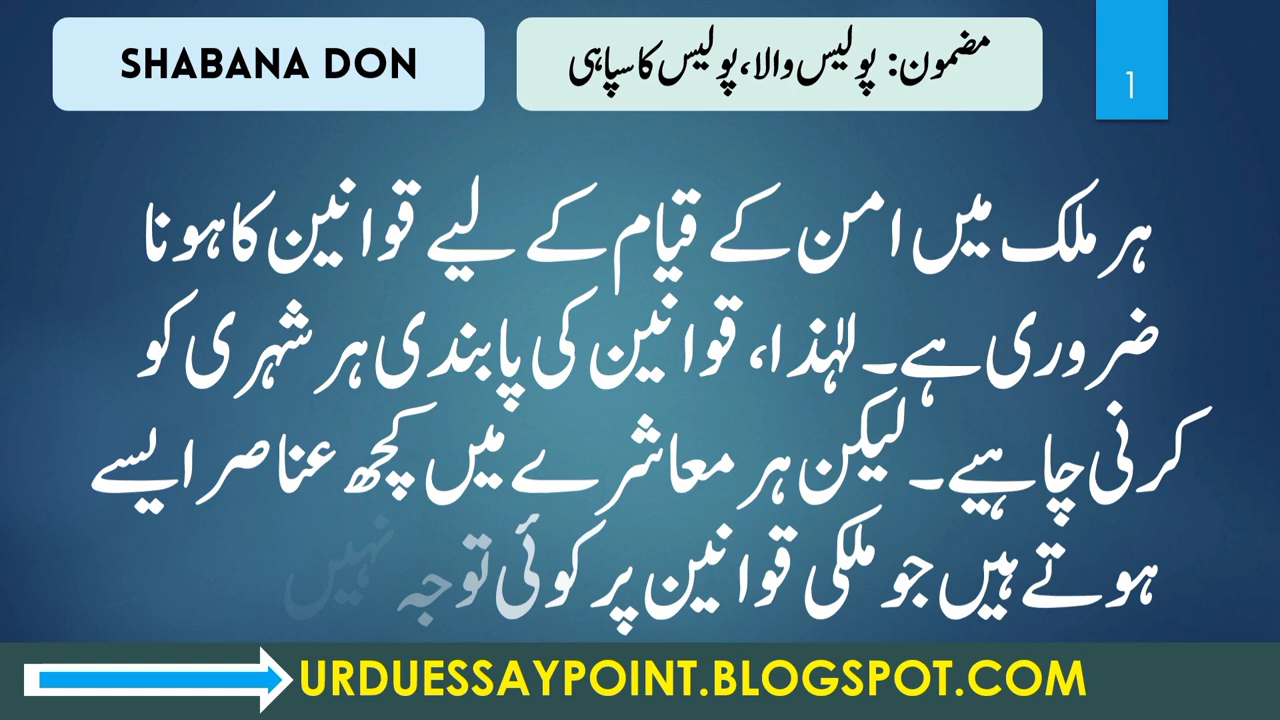 SHABANA DON
مضمون: پولیس والا، پولیس کا سپاہی
1
ہر ملک میں امن کے قیام کے لیے قوانین کا ہونا
ضروری ہے۔ لہٰذا، قوانین کی پابندی ہر شہری کو
کرنی چاہیے۔ لیکن ہر معاشرے میں کچھ عناصر ایسے
ہوتے ہیں جو ملکی قوانین پر کوئی توجہ نہیں
URDUESSAYPOINT.BLOGSPOT.COM